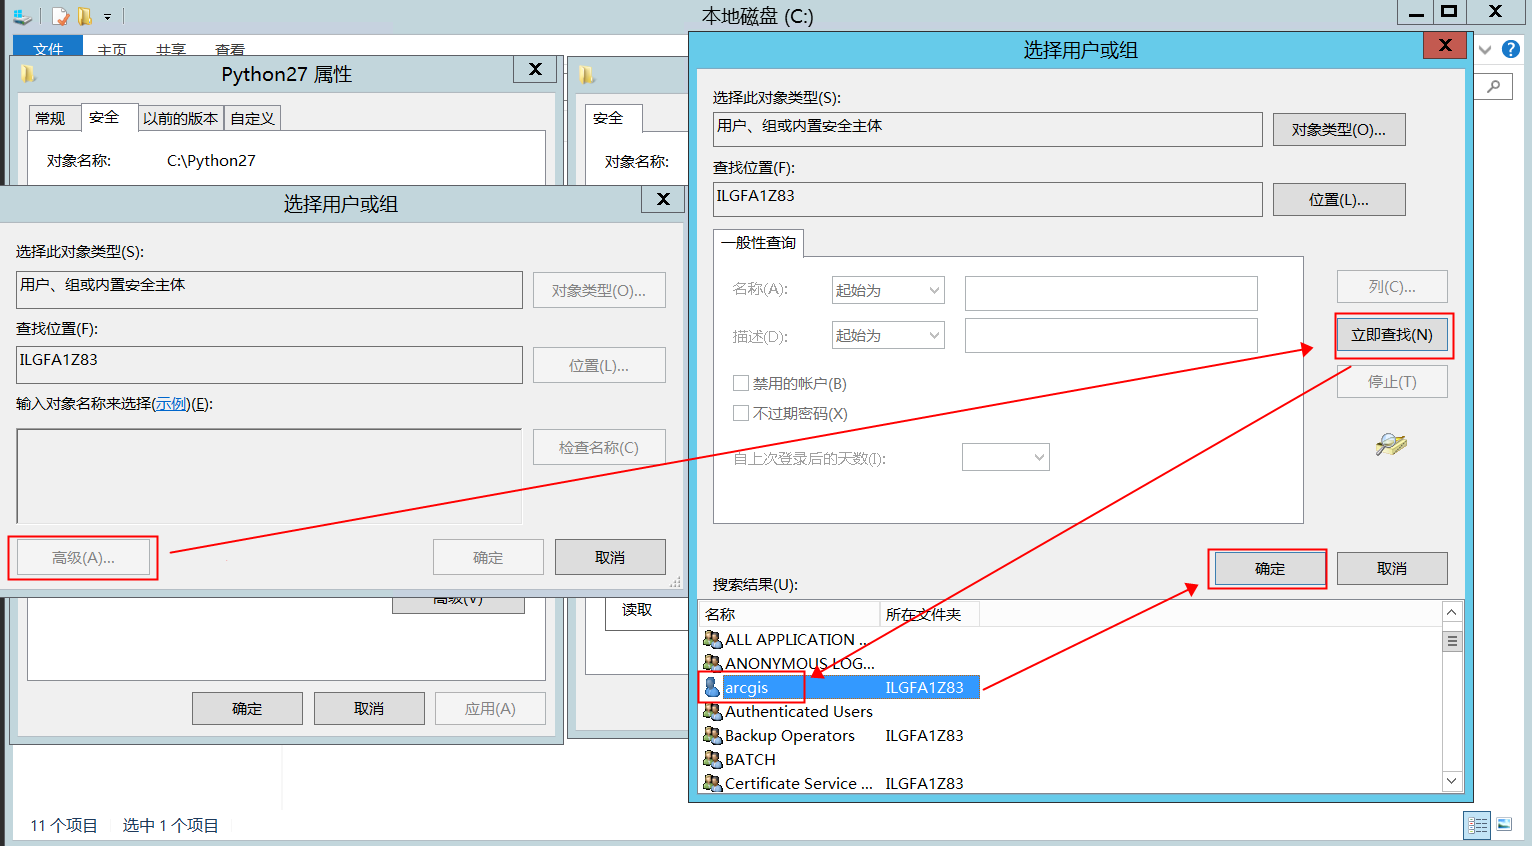 本地磁盘 (C:)
文件 主页 共享 查看
Python27 属性
常规 安全 以前的版本 自定义
对象名称: C:\Python27
安全
对象名称:
选择用户或组
选择此对象类型(S):
用户、组或内置安全主体
对象类型(O)...
查找位置(F):
ILGFA1Z83
位置(L)...
输入对象名称来选择(示例)(E):
检查名称(C)
高级(A)...
确定
取消
高级(V)
读取
确定
取消
应用(A)
选择用户或组
选择此对象类型(S):
用户、组或内置安全主体
对象类型(O)...
查找位置(F):
ILGFA1Z83
位置(L)...
一般性查询
名称(A): 起始为
描述(D): 起始为
禁用的帐户(B)
不过期密码(X)
自上次登录后的天数(I):
列(C)...
立即查找(N)
停止(T)
确定
取消
搜索结果(U):
名称 所在文件夹
ALL APPLICATION ...
ANONYMOUS LOG...
arcgis ILGFA1Z83
Authenticated Users
Backup Operators ILGFA1Z83
BATCH
Certificate Service ... ILGFA1Z83
11 个项目 选中 1 个项目